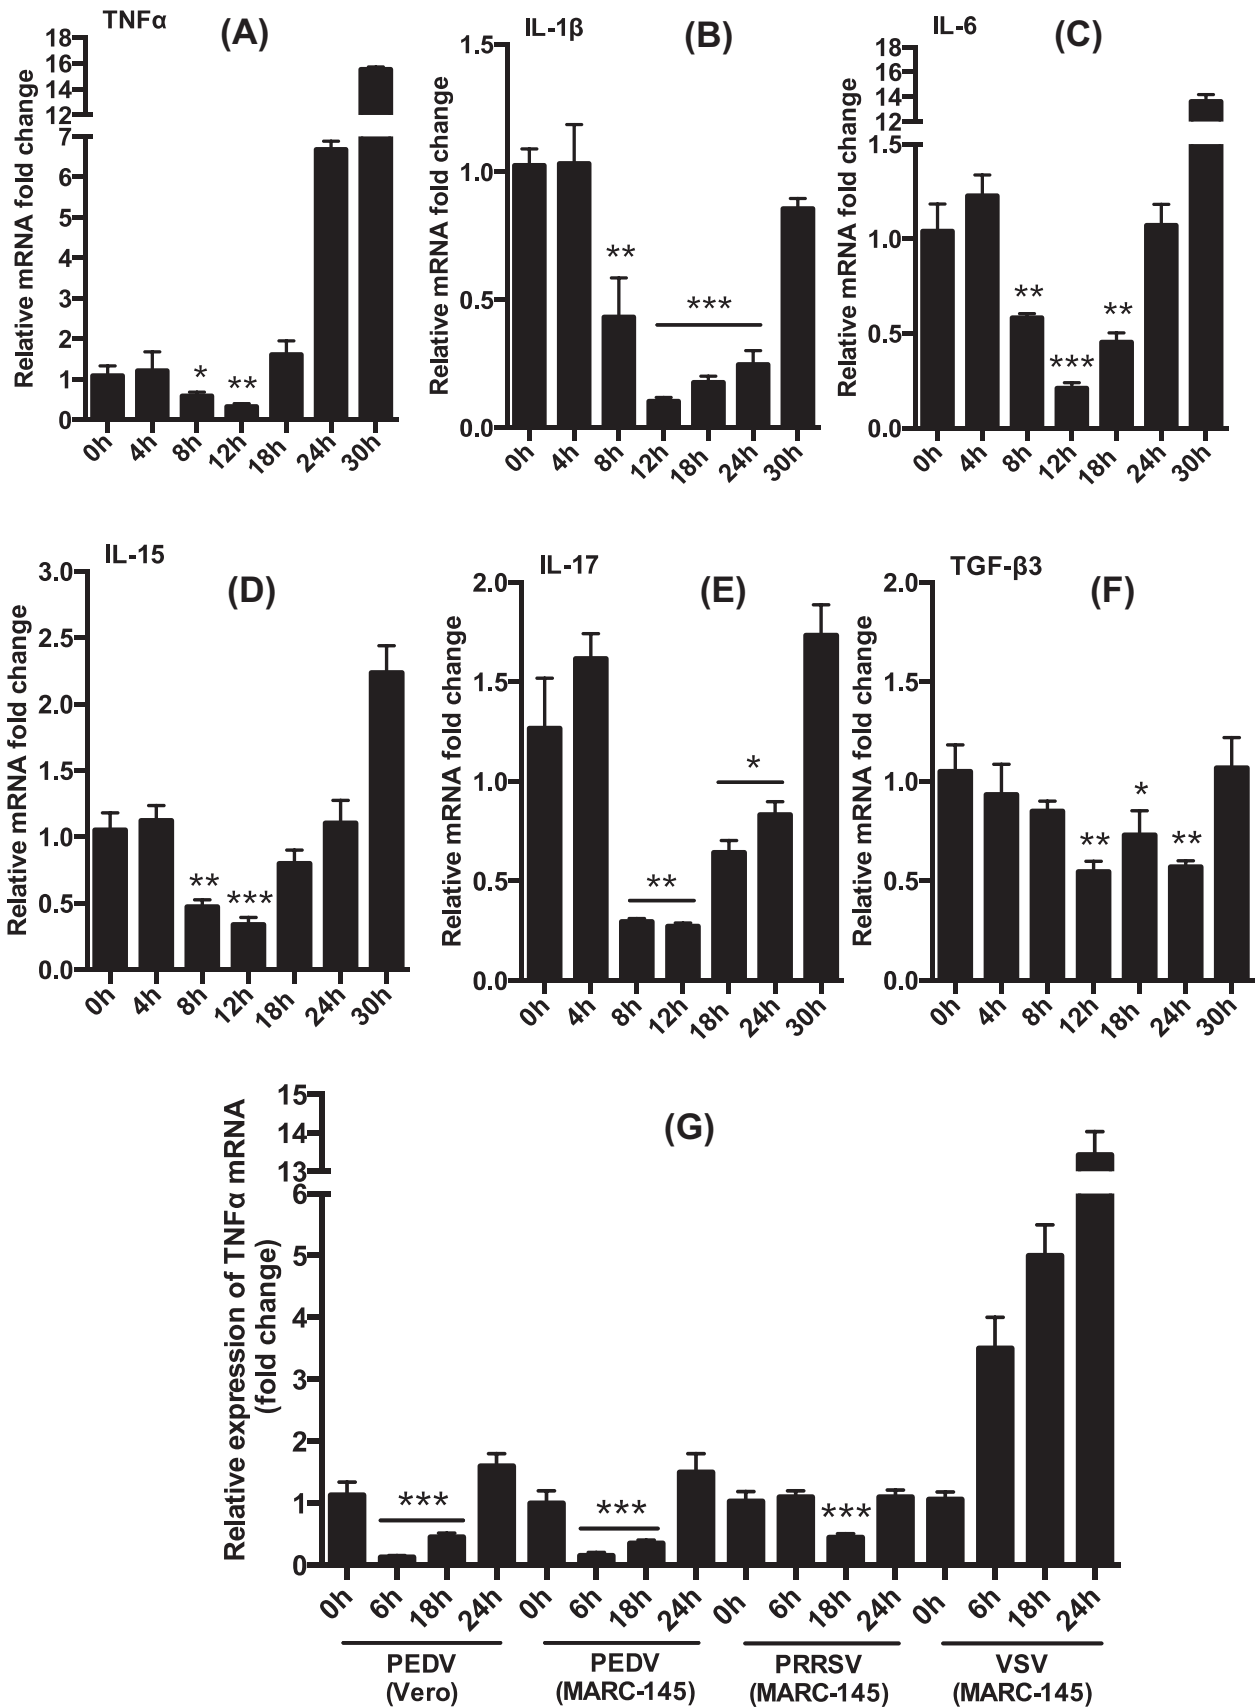 TNFα
(A)
Relative mRNA fold change
18
16
14
12
7
6
5
4
3
2
1
0
*
**
0h 4h 8h 12h 18h 24h 30h
IL-1β
(B)
Relative mRNA fold change
1.5
1.0
0.5
0.0
**
***
0h 4h 8h 12h 18h 24h 30h
IL-6
(C)
Relative mRNA fold change
18
16
14
12
1.5
1.0
0.5
0.0
**
***
**
0h 4h 8h 12h 18h 24h 30h
IL-15
(D)
Relative mRNA fold change
3.0
2.5
2.0
1.5
1.0
0.5
0.0
**
***
0h 4h 8h 12h 18h 24h 30h
IL-17
(E)
Relative mRNA fold change
2.0
1.5
1.0
0.5
0.0
**
*
0h 4h 8h 12h 18h 24h 30h
TGF-β3
(F)
Relative mRNA fold change
2.0
1.5
1.0
0.5
0.0
**
*
**
0h 4h 8h 12h 18h 24h 30h
(G)
Relative expression of TNFα mRNA
(fold change)
15
14
13
6
5
4
3
2
1
0
*** *** ***
0h 6h 18h 24h 0h 6h 18h 24h 0h 6h 18h 24h 0h 6h 18h 24h
PEDV PEDV PRRSV VSV
(Vero) (MARC-145) (MARC-145) (MARC-145)